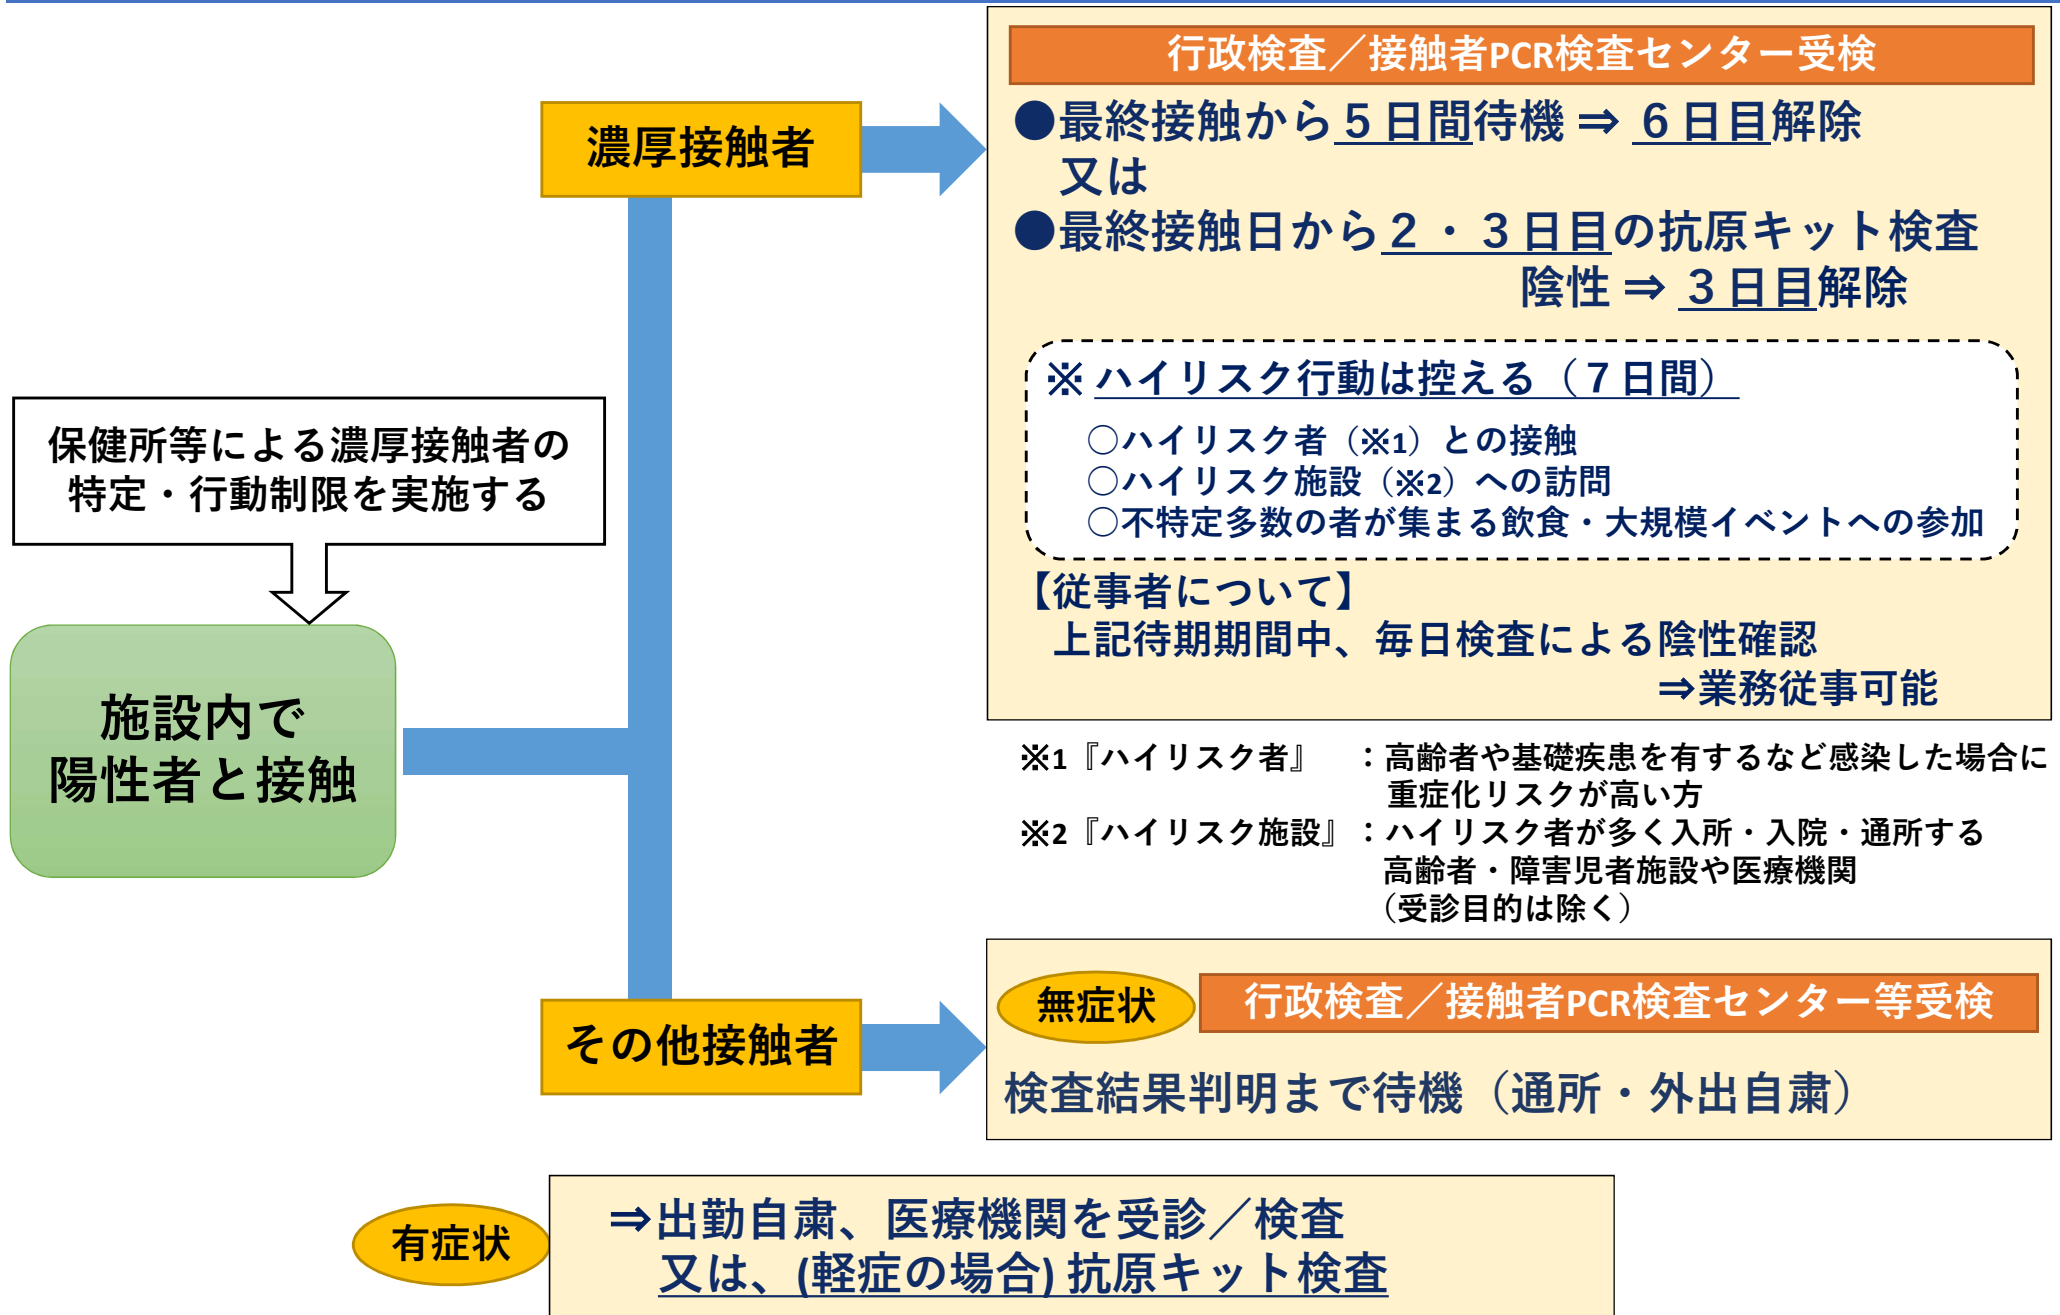 保健所等による濃厚接触者の
特定・行動制限を実施する
施設内で
陽性者と接触
濃厚接触者
行政検査／接触者PCR検査センター受検
●最終接触から５日間待機 ⇒ ６日目解除
又は
●最終接触日から２・３日目の抗原キット検査
陰性 ⇒ ３日目解除
※ ハイリスク行動は控える（７日間）
○ハイリスク者（※1）との接触
○ハイリスク施設（※2）への訪問
○不特定多数の者が集まる飲食・大規模イベントへの参加
【従事者について】
上記待期期間中、毎日検査による陰性確認
⇒業務従事可能
※1『ハイリスク者』　：高齢者や基礎疾患を有するなど感染した場合に
重症化リスクが高い方
※2『ハイリスク施設』：ハイリスク者が多く入所・入院・通所する
高齢者・障害児者施設や医療機関
（受診目的は除く）
その他接触者
無症状
行政検査／接触者PCR検査センター等受検
検査結果判明まで待機（通所・外出自粛）
有症状
⇒出勤自粛、医療機関を受診／検査
又は、(軽症の場合) 抗原キット検査